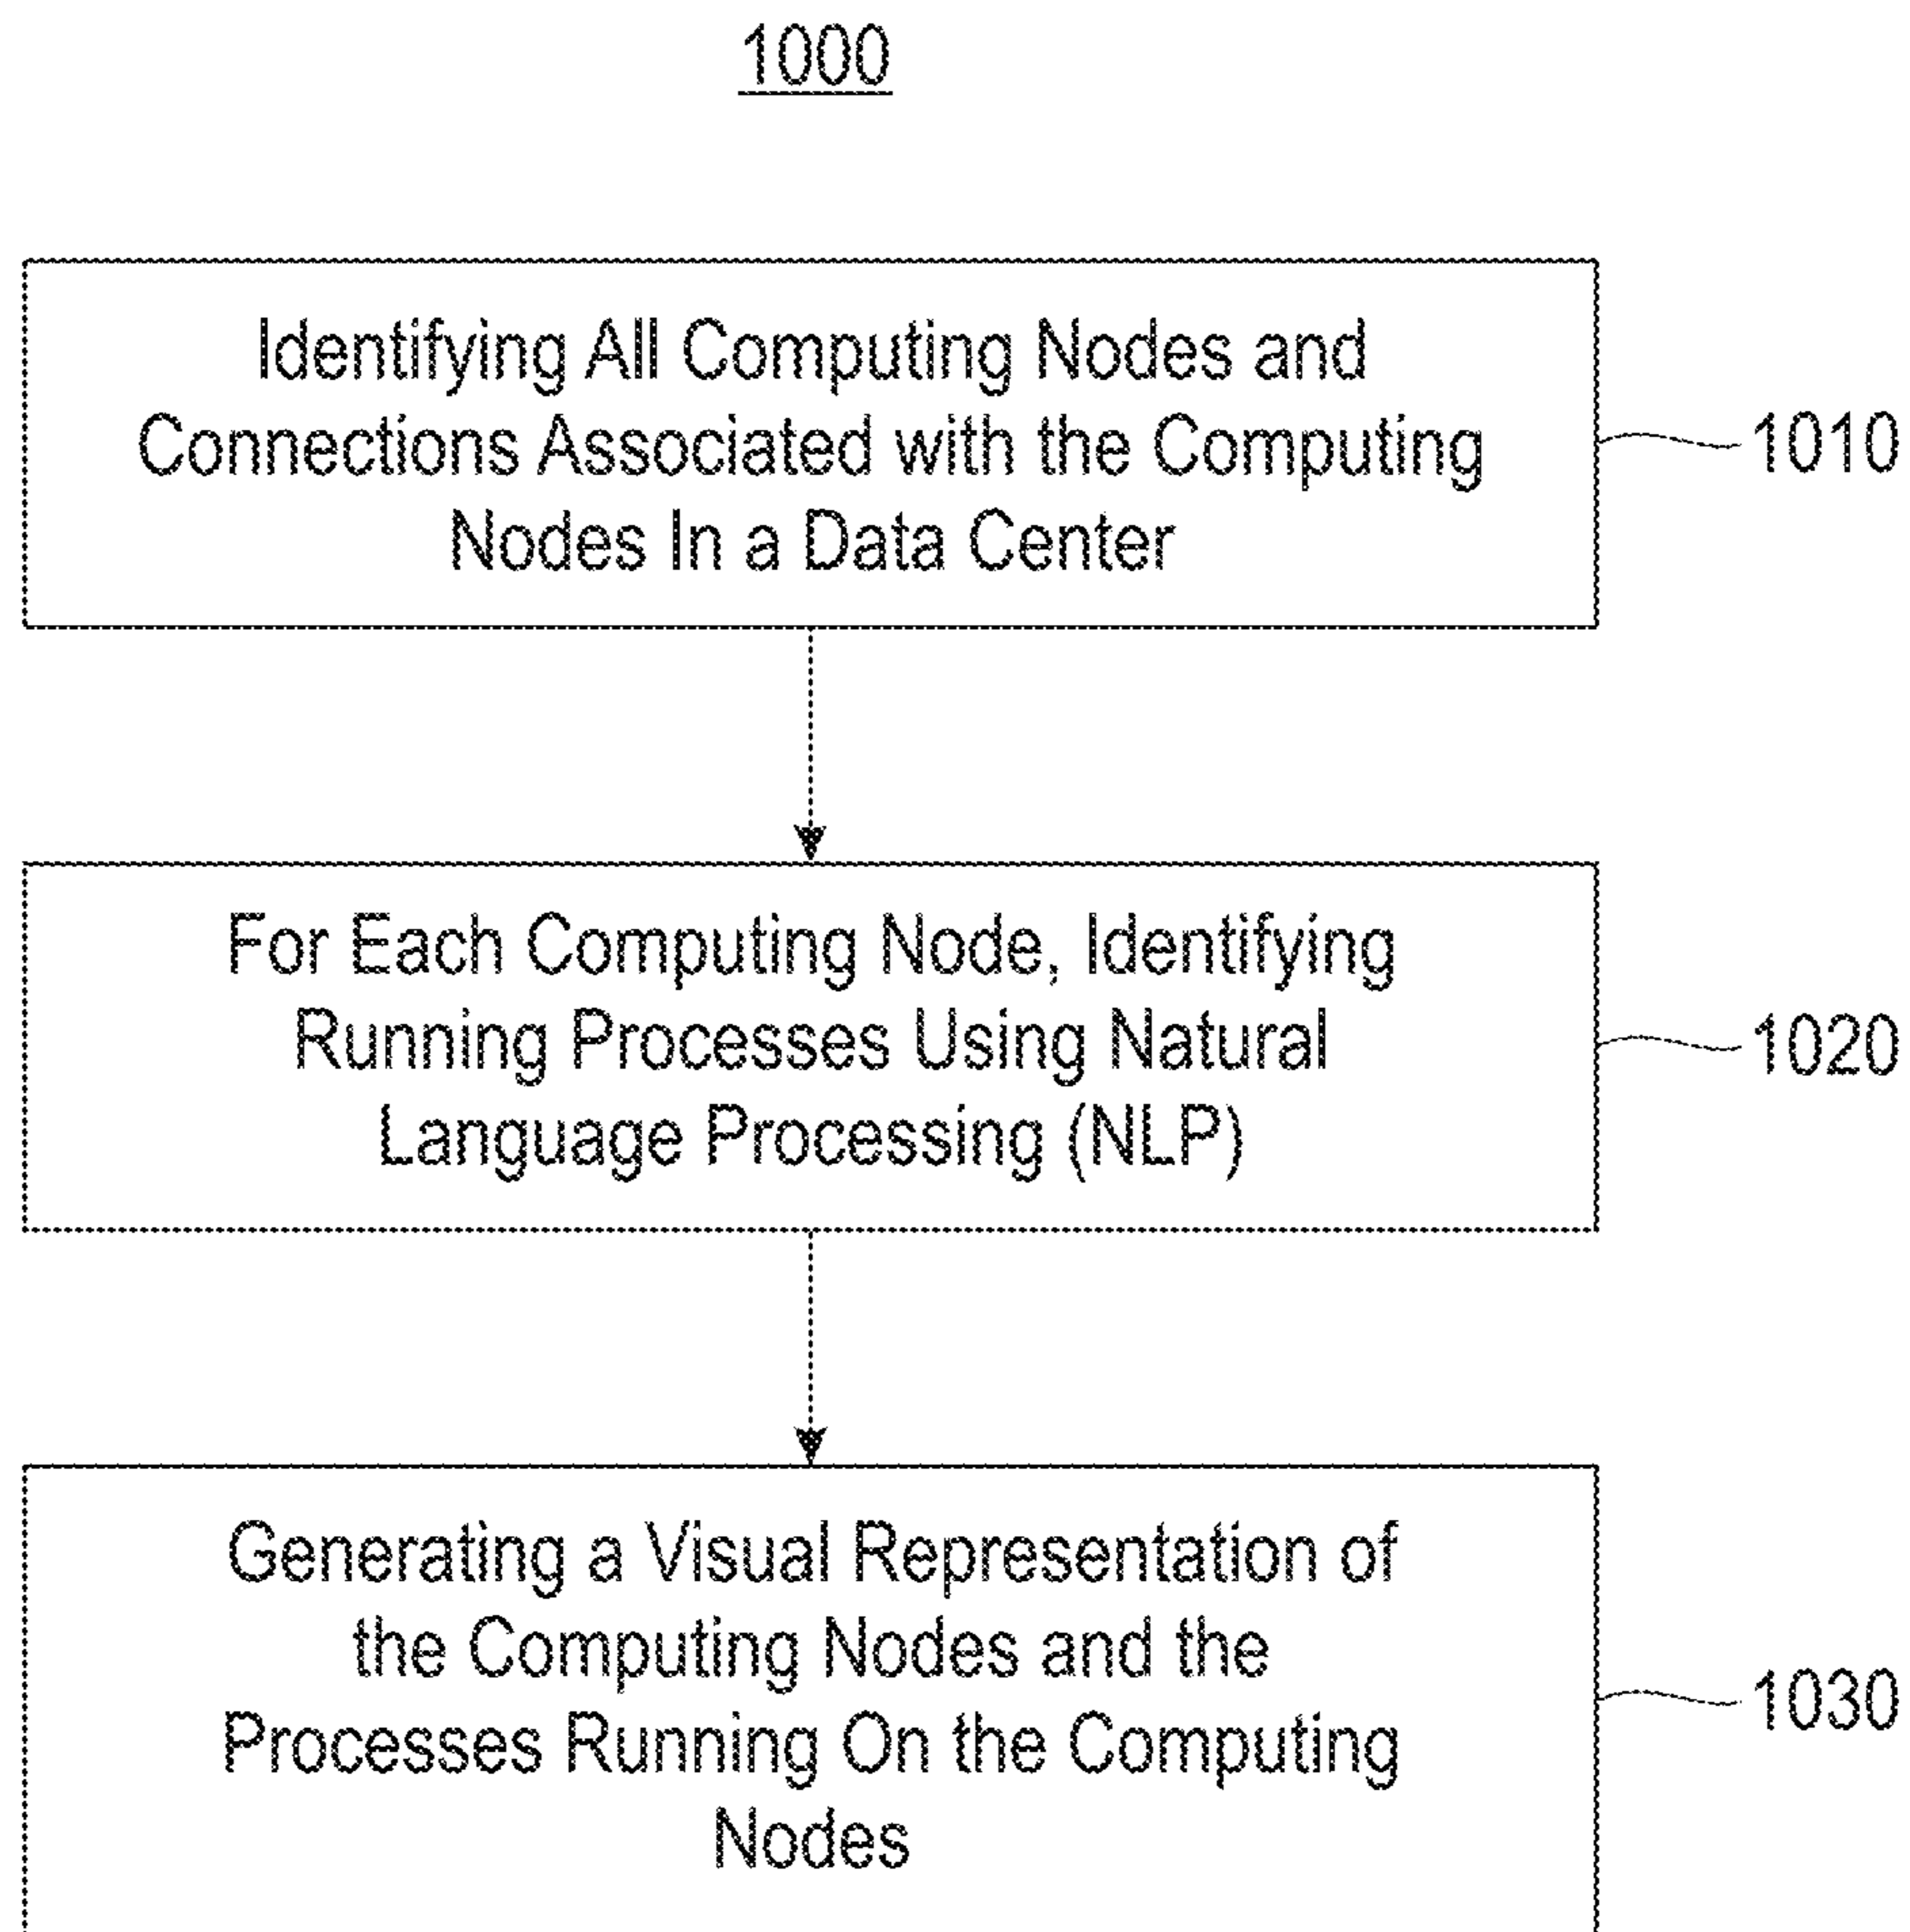 1000
Identifying All Computing Nodes and
Connections Associated with the Computing
Nodes In a Data Center
1010
For Each Computing Node, Identifying
Running Processes Using Natural
Language Processing (NLP)
1020
Generating a Visual Representation of
the Computing Nodes and the
Processes Running On the Computing
Nodes
1030